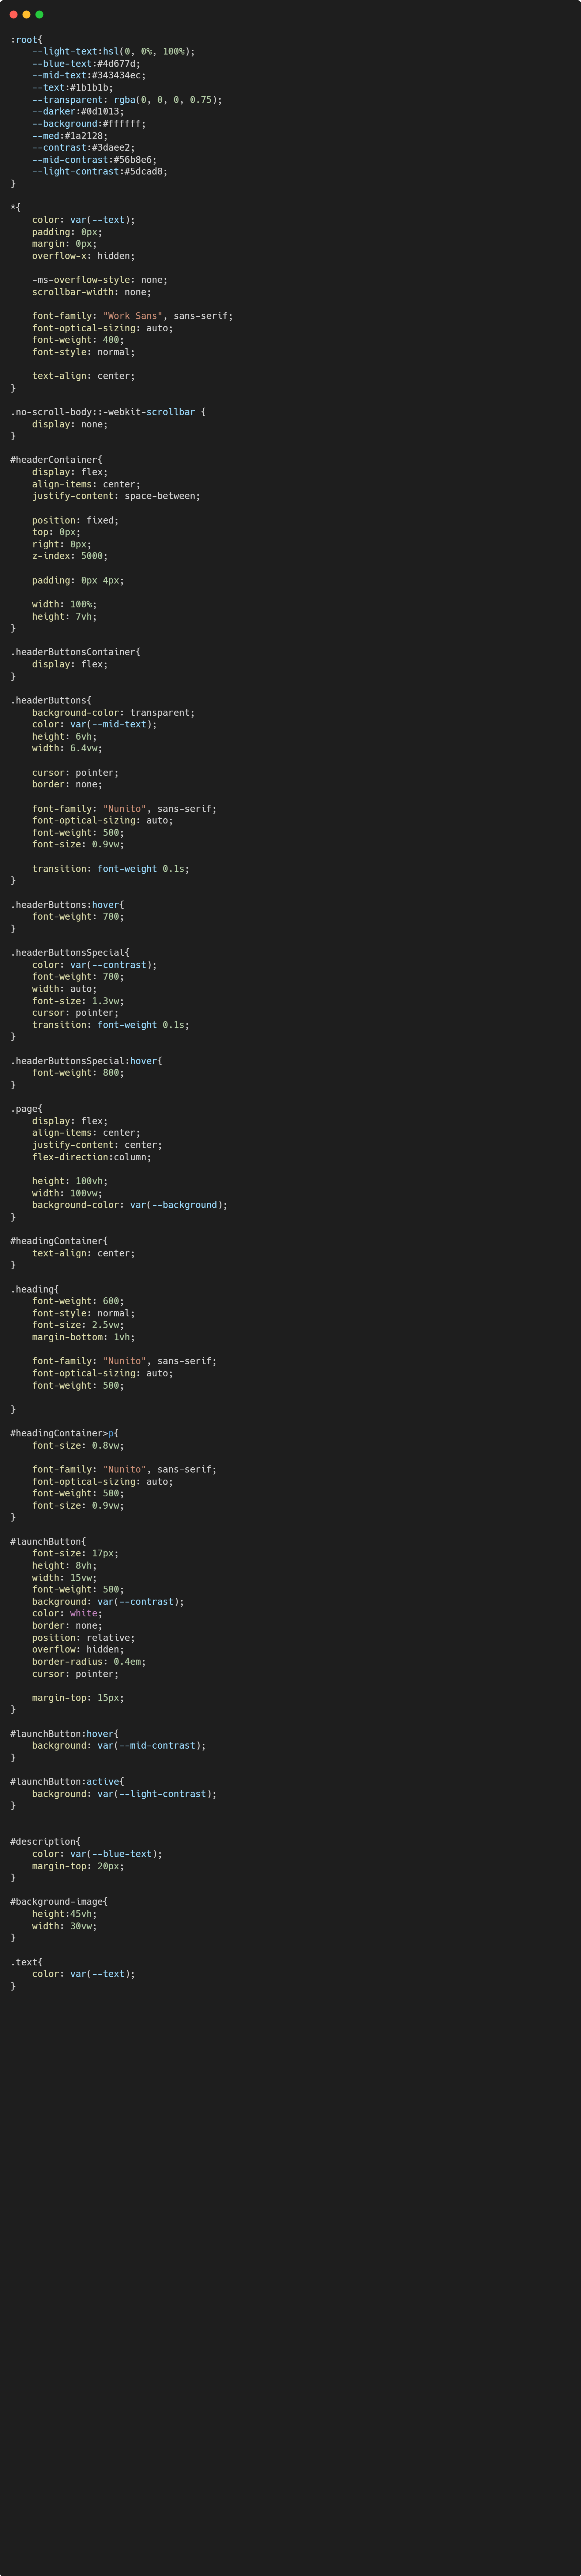 :root{
    --light-text:hsl(0, 0%, 100%);
    --blue-text:#4d677d;
    --mid-text:#343434ec;
    --text:#1b1b1b;
    --transparent: rgba(0, 0, 0, 0.75);
    --darker:#0d1013;
    --background:#ffffff;
    --med:#1a2128;
    --contrast:#3daee2;
    --mid-contrast:#56b8e6;
    --light-contrast:#5dcad8;
}

*{
    color: var(--text);
    padding: 0px;
    margin: 0px;
    overflow-x: hidden;

    -ms-overflow-style: none;
    scrollbar-width: none;

    font-family: "Work Sans", sans-serif;
    font-optical-sizing: auto;
    font-weight: 400;
    font-style: normal;

    text-align: center;
}

.no-scroll-body::-webkit-scrollbar {
    display: none;
}

#headerContainer{
    display: flex;
    align-items: center;
    justify-content: space-between;

    position: fixed;
    top: 0px;
    right: 0px;
    z-index: 5000;

    padding: 0px 4px;

    width: 100%;
    height: 7vh;
}

.headerButtonsContainer{
    display: flex;
}

.headerButtons{
    background-color: transparent;
    color: var(--mid-text);
    height: 6vh;
    width: 6.4vw;

    cursor: pointer;
    border: none;

    font-family: "Nunito", sans-serif;
    font-optical-sizing: auto;
    font-weight: 500;
    font-size: 0.9vw;

    transition: font-weight 0.1s;
}

.headerButtons:hover{
    font-weight: 700;
}

.headerButtonsSpecial{
    color: var(--contrast);
    font-weight: 700;
    width: auto;
    font-size: 1.3vw;
    cursor: pointer;
    transition: font-weight 0.1s;
}

.headerButtonsSpecial:hover{
    font-weight: 800;
}

.page{
    display: flex;
    align-items: center;
    justify-content: center;
    flex-direction:column;

    height: 100vh;
    width: 100vw;
    background-color: var(--background);
}

#headingContainer{
    text-align: center;
}

.heading{
    font-weight: 600;
    font-style: normal;
    font-size: 2.5vw;
    margin-bottom: 1vh;

    font-family: "Nunito", sans-serif;
    font-optical-sizing: auto;
    font-weight: 500;

}

#headingContainer>p{
    font-size: 0.8vw;

    font-family: "Nunito", sans-serif;
    font-optical-sizing: auto;
    font-weight: 500;
    font-size: 0.9vw;
}

#launchButton{
    font-size: 17px;
    height: 8vh;
    width: 15vw;
    font-weight: 500;
    background: var(--contrast);
    color: white;
    border: none;
    position: relative;
    overflow: hidden;
    border-radius: 0.4em;
    cursor: pointer;

    margin-top: 15px;
}

#launchButton:hover{
    background: var(--mid-contrast);
}

#launchButton:active{
    background: var(--light-contrast);
}


#description{
    color: var(--blue-text);
    margin-top: 20px;
}

#background-image{
    height:45vh;
    width: 30vw;
}

.text{
    color: var(--text);
}